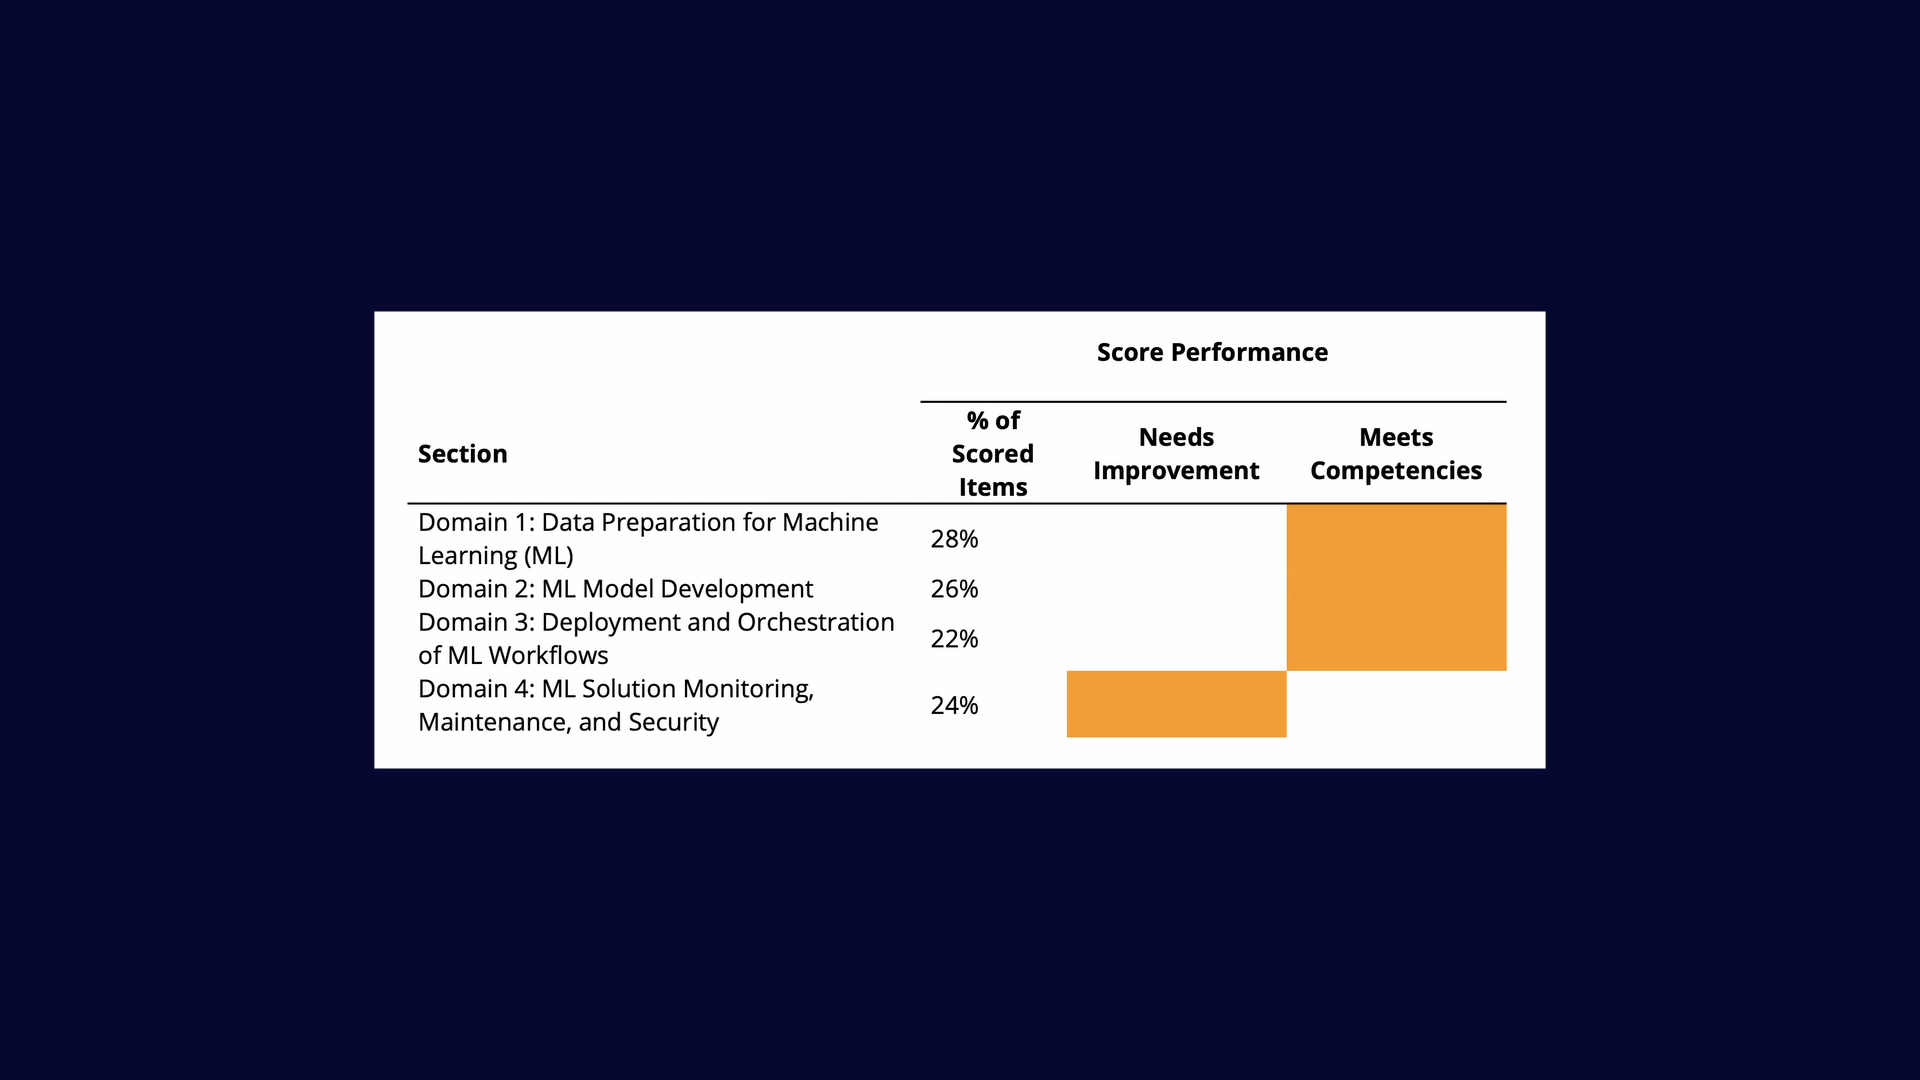 Score Performance
Section
% of
Scored
Items
Needs
Improvement
Meets
Competencies
Domain 1: Data Preparation for Machine
Learning (ML)
28%
Domain 2: ML Model Development
26%
Domain 3: Deployment and Orchestration
of ML Workflows
22%
Domain 4: ML Solution Monitoring,
Maintenance, and Security
24%